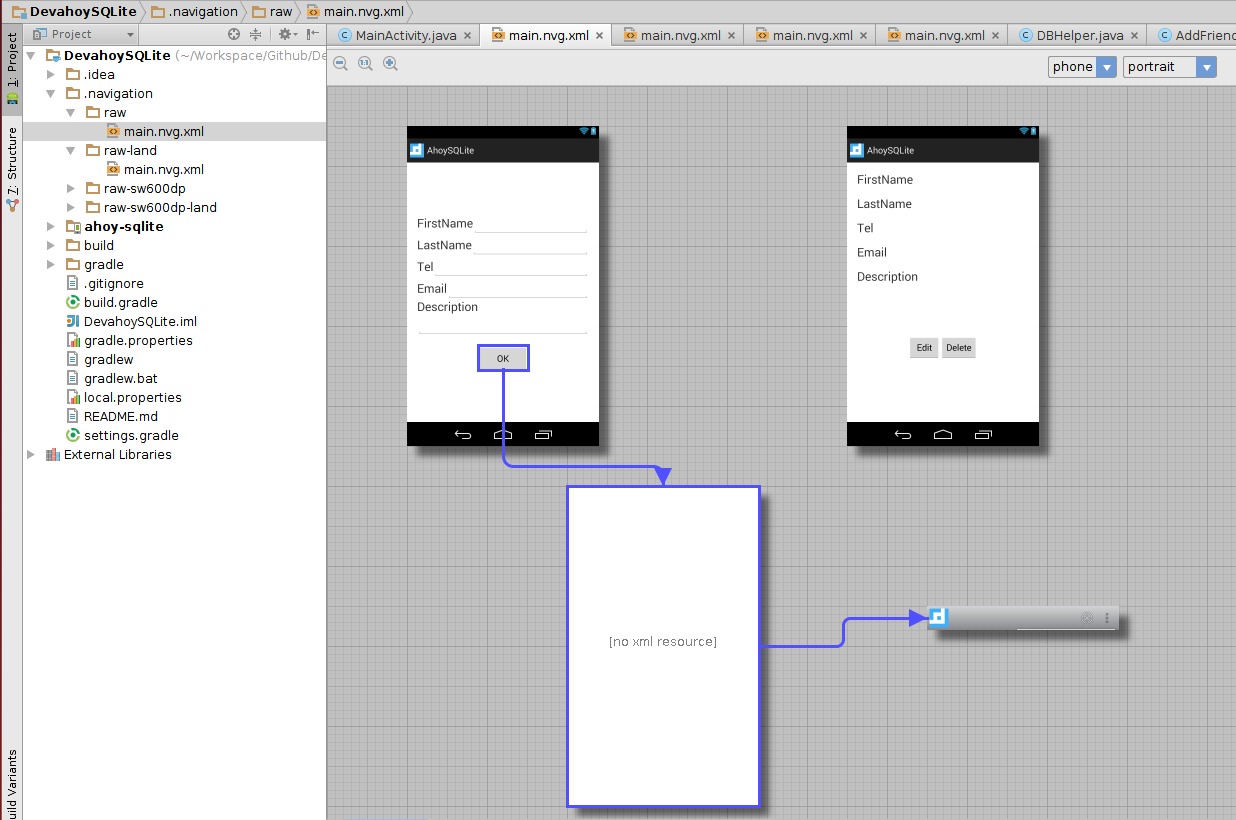 DevahoySQLite .navigation raw main.nvg.xml
1: Project
7: Structure
uild Variants
Project
MainActivity.java main.nvg.xml main.nvg.xml main.nvg.xml main.nvg.xml DBHelper.java AddFriend
DevahoySQLite (~/Workspace/Github/De
.idea
.navigation
raw
main.nvg.xml
raw-land
main.nvg.xml
raw-sw600dp
raw-sw600dp-land
ahoy-sqlite
build
gradle
.gitignore
build.gradle
DevahoySQLite.iml
gradle.properties
gradlew
gradlew.bat
local.properties
README.md
settings.gradle
External Libraries
1:1
phone portrait
AhoySQLite
FirstName
LastName
Tel
Email
Description
OK
AhoySQLite
FirstName
LastName
Tel
Email
Description
Edit Delete
[no xml resource]